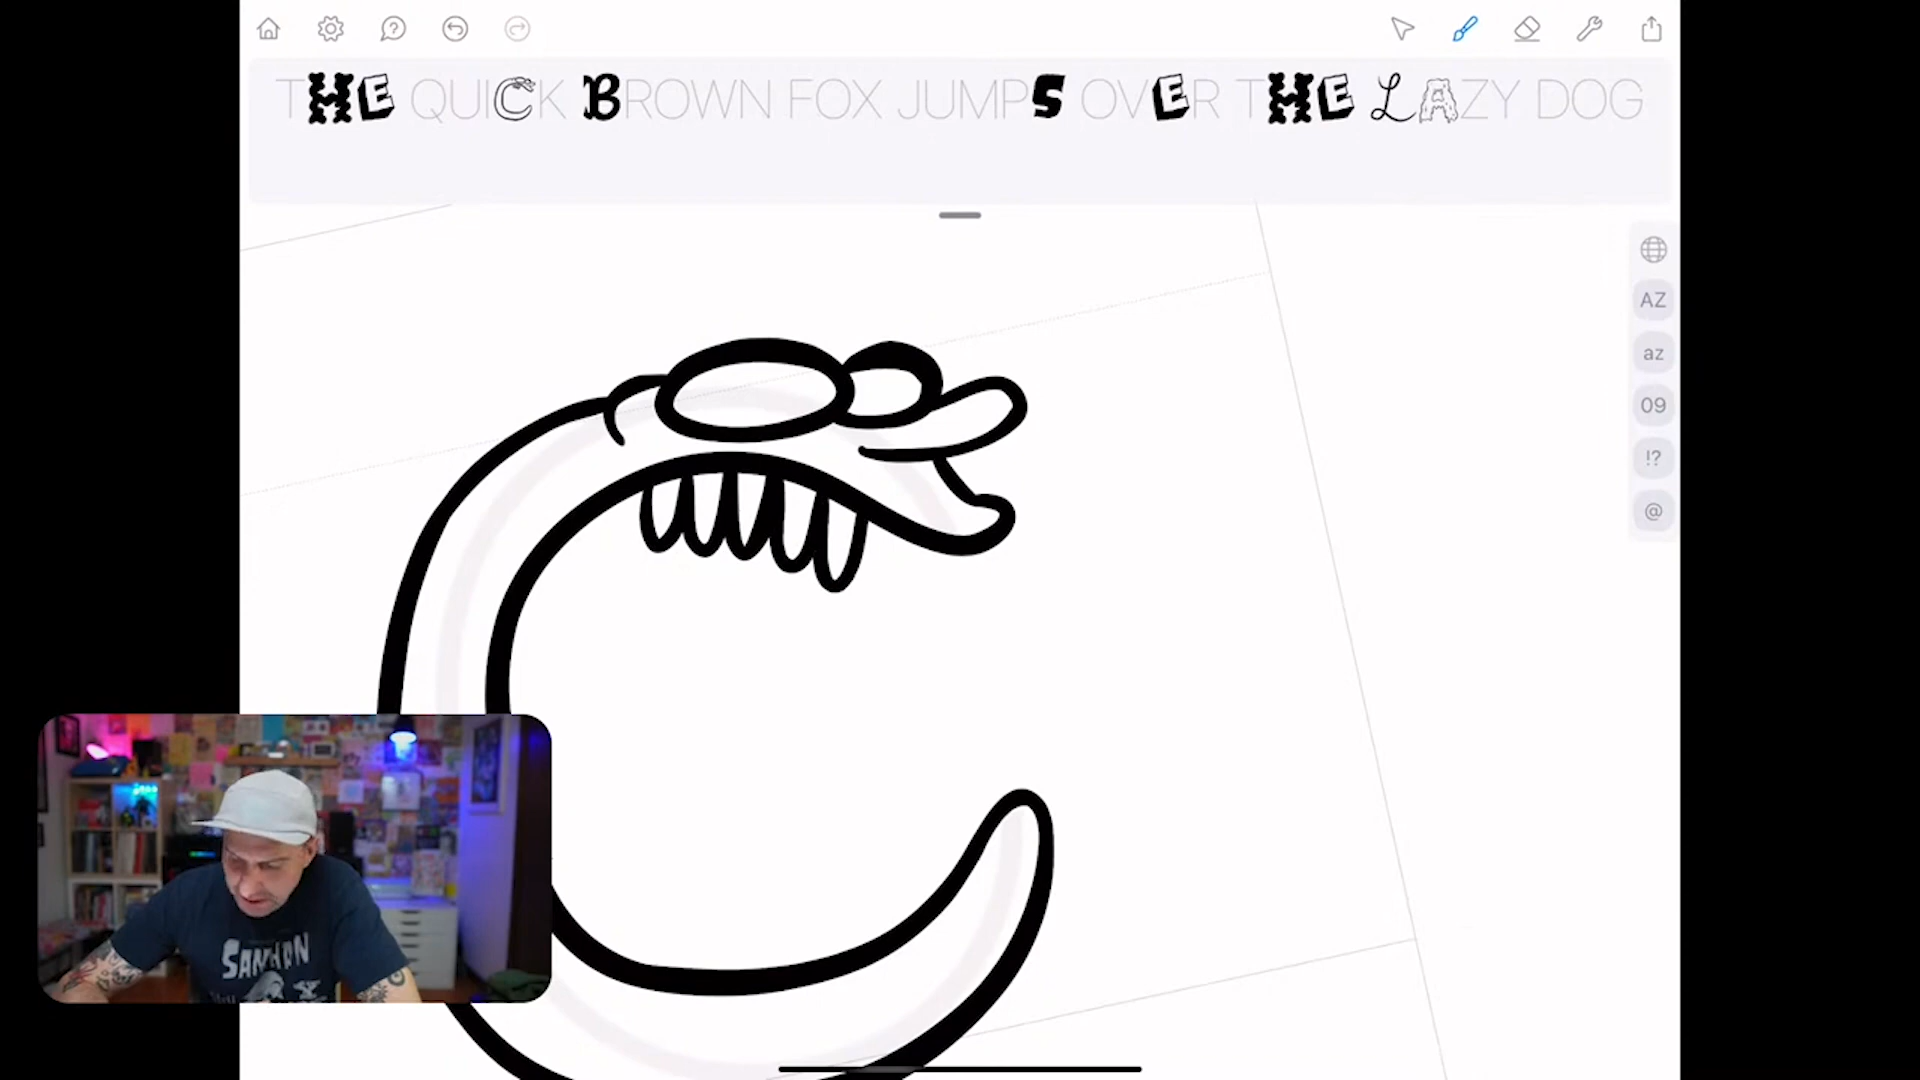 THE QUICK BROWN FOX JUMPS OVER THE LAZY DOG
AZ
az
09
!?
@